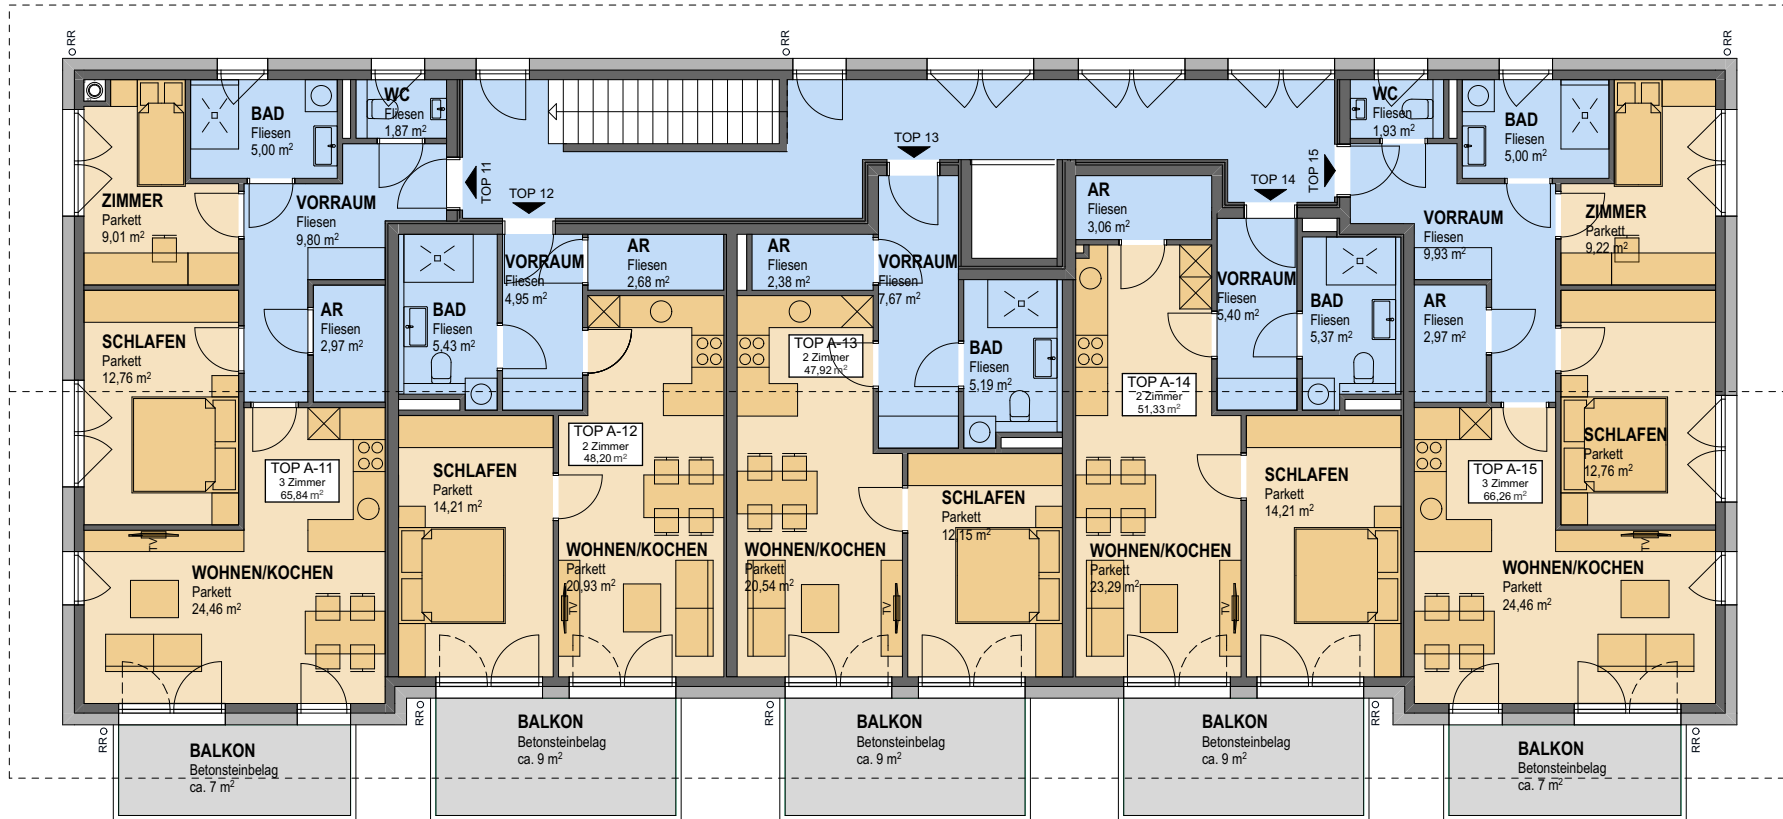 RR
RR
RR
BAD
Fliesen
5,00 m²
WC
Fliesen
1,87 m²
ZIMMER
Parkett
9,01 m²
VORRAUM
Fliesen
9,80 m²
TOP 11
TOP 12
TOP 13
TOP 14
TOP 15
WC
Fliesen
1,93 m²
BAD
Fliesen
5,00 m²
ZIMMER
Parkett
9,22 m²
VORRAUM
Fliesen
9,93 m²
SCHLAFEN
Parkett
12,76 m²
AR
Fliesen
2,97 m²
BAD
Fliesen
5,43 m²
VORRAUM
Fliesen
4,95 m²
AR
Fliesen
2,68 m²
AR
Fliesen
2,38 m²
VORRAUM
Fliesen
7,67 m²
BAD
Fliesen
5,19 m²
AR
Fliesen
3,06 m²
VORRAUM
Fliesen
5,40 m²
BAD
Fliesen
5,37 m²
AR
Fliesen
2,97 m²
SCHLAFEN
Parkett
12,76 m²
TOP A-11
3 Zimmer
65,84 m²
TOP A-12
2 Zimmer
48,20 m²
TOP A-13
2 Zimmer
47,92 m²
TOP A-14
2 Zimmer
51,33 m²
TOP A-15
3 Zimmer
66,26 m²
SCHLAFEN
Parkett
14,21 m²
SCHLAFEN
Parkett
12,15 m²
SCHLAFEN
Parkett
14,21 m²
TV
WOHNEN/KOCHEN
Parkett
24,46 m²
WOHNEN/KOCHEN
Parkett
20,93 m²
TV
WOHNEN/KOCHEN
Parkett
20,54 m²
TV
WOHNEN/KOCHEN
Parkett
23,29 m²
TV
WOHNEN/KOCHEN
Parkett
24,46 m²
TV
RR
RR
RR
RR
RR
RR
BALKON
Betonsteinbelag
ca. 7 m²
BALKON
Betonsteinbelag
ca. 9 m²
BALKON
Betonsteinbelag
ca. 9 m²
BALKON
Betonsteinbelag
ca. 9 m²
BALKON
Betonsteinbelag
ca. 7 m²